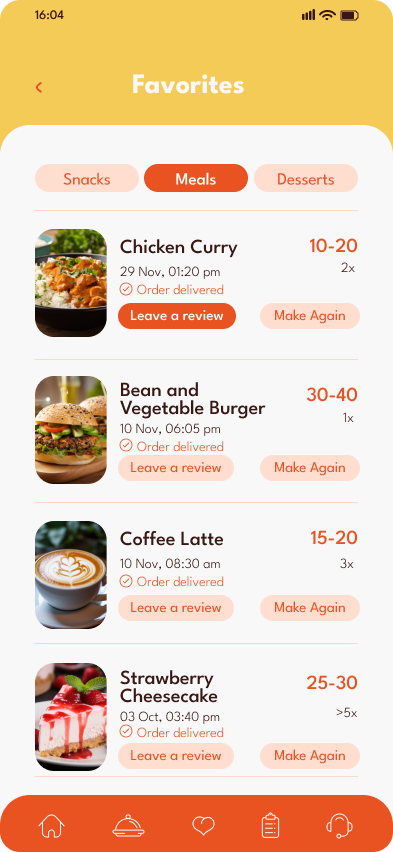 16:04
Favorites
Snacks
Meals
Desserts
Chicken Curry
10-20
29 Nov, 01:20 pm
2x
Order delivered
Leave a review
Make Again
Bean and
Vegetable Burger
30-40
10 Nov, 06:05 pm
1x
Order delivered
Leave a review
Make Again
Coffee Latte
15-20
10 Nov, 08:30 am
3x
Order delivered
Leave a review
Make Again
Strawberry
Cheesecake
25-30
03 Oct, 03:40 pm
>5x
Order delivered
Leave a review
Make Again